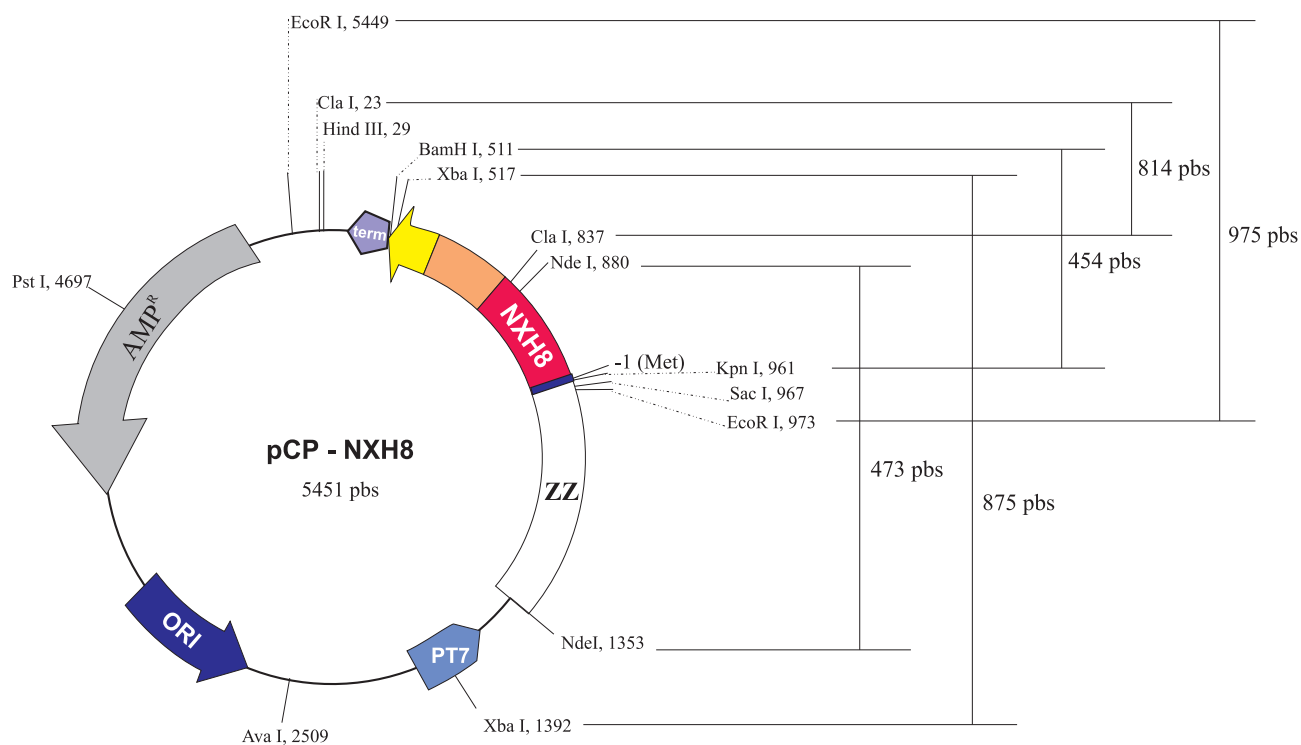 EcoR I, 5449
Cla I, 23
Hind III, 29
BamH I, 511
Xba I, 517
814 pbs
term
975 pbs
Cla I, 837
454 pbs
Nde I, 880
Pst I, 4697
AMPᴿ
NXH8
-1 (Met)
Kpn I, 961
Sac I, 967
EcoR I, 973
pCP - NXH8
5451 pbs
473 pbs
ZZ
875 pbs
ORI
NdeI, 1353
PT7
Xba I, 1392
Ava I, 2509